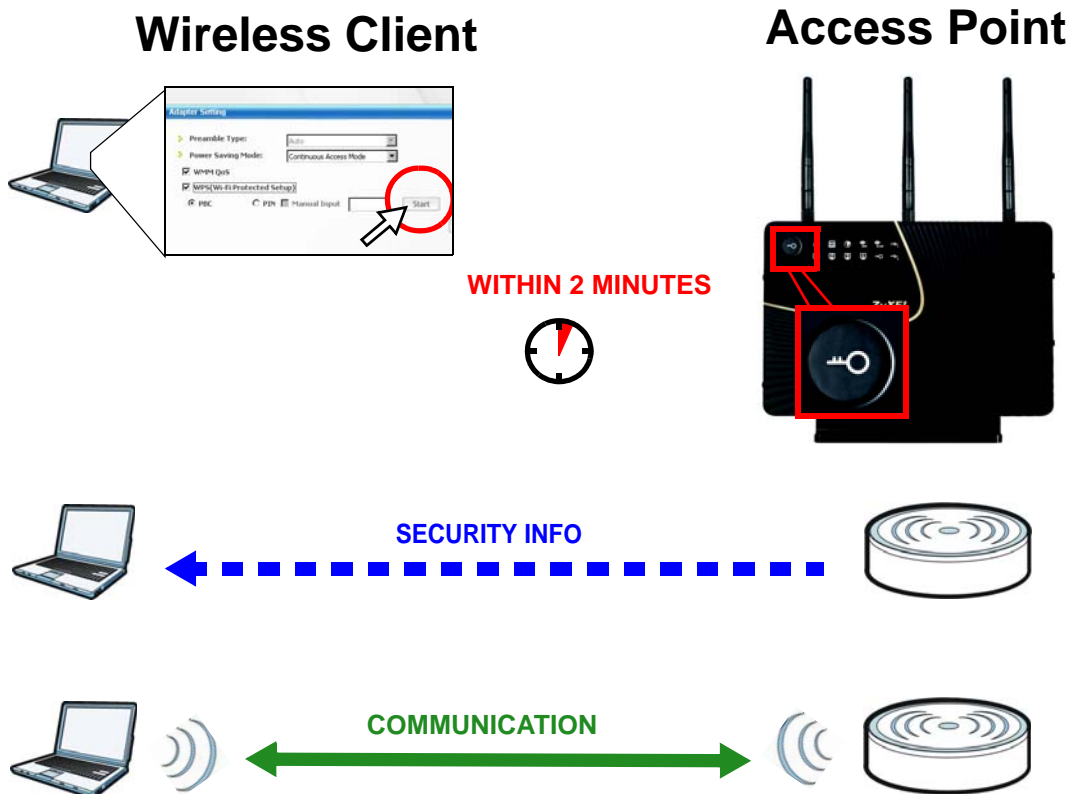 Wireless Client
Access Point
Adapter Setting
Preamble Type:
Auto
Power Saving Mode:
Continuous Access Mode
WMM QoS
WPS(Wi-Fi Protected Setup)
PBC
PIN
Manual Input
Start
WITHIN 2 MINUTES
ZyXEL
SECURITY INFO
COMMUNICATION